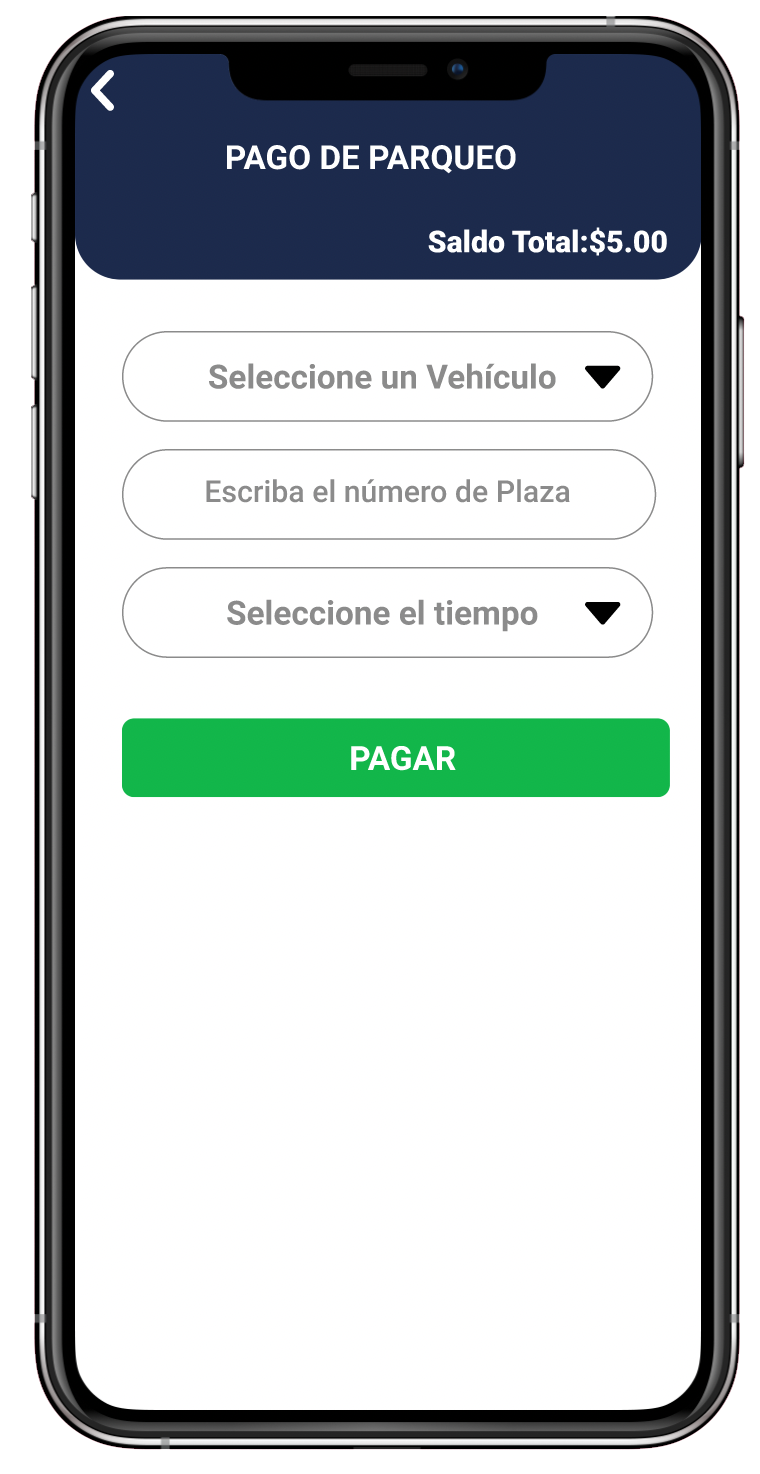 PAGO DE PARQUEO
Saldo Total:$5.00
Seleccione un Vehículo
Escriba el número de Plaza
Seleccione el tiempo
PAGAR